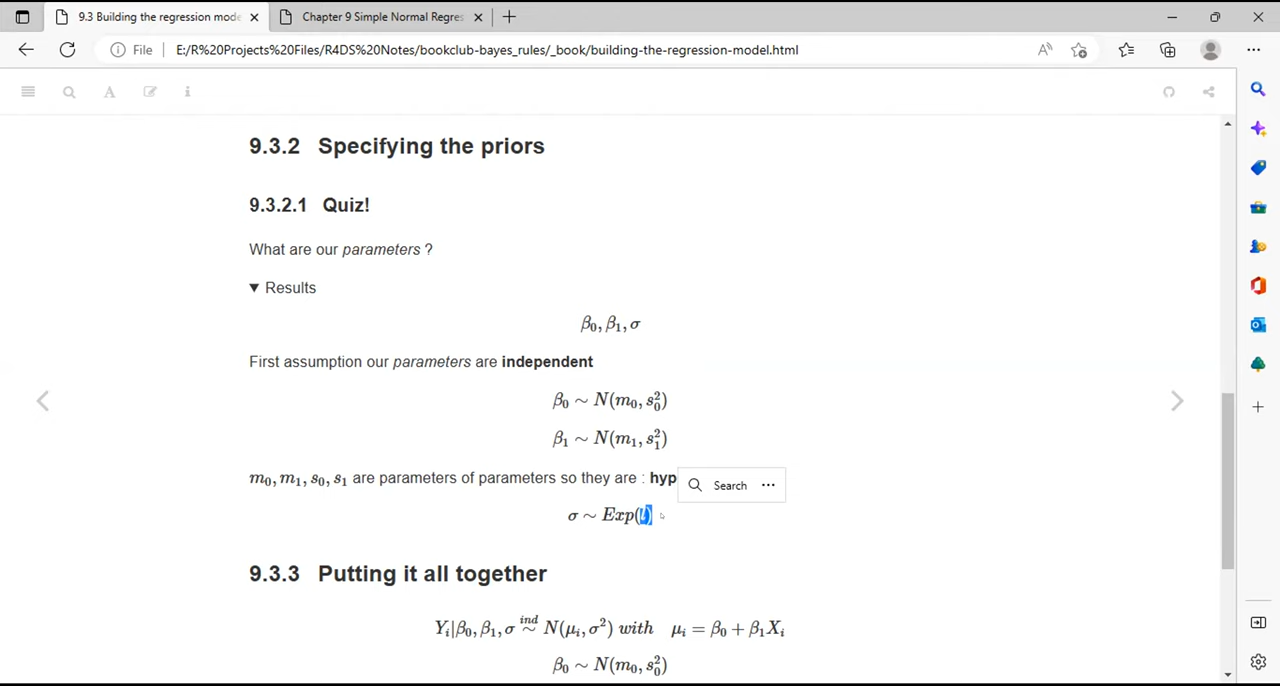 9.3 Building the regression mode
Chapter 9 Simple Normal Regres
File
E:/R%20Projects%20Files/R4DS%20Notes/bookclub-bayes_rules/_book/building-the-regression-model.html
9.3.2 Specifying the priors
9.3.2.1 Quiz!
What are our parameters ?
▼ Results
β₀, β₁, σ
First assumption our parameters are independent
β₀ ∼ N(m₀, s₀²)
β₁ ∼ N(m₁, s₁²)
m₀, m₁, s₀, s₁ are parameters of parameters so they are : hyp
Search
σ ∼ Exp(l)
9.3.3 Putting it all together
Yᵢ|β₀, β₁, σ ind∼ N(μᵢ, σ²) with μᵢ = β₀ + β₁Xᵢ
β₀ ∼ N(m₀, s₀²)